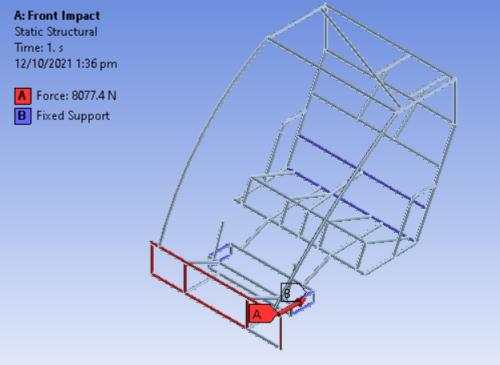 A: Front Impact
Static Structural
Time: 1. s
12/10/2021 1:36 pm
A Force: 8077.4 N
B Fixed Support
B
A